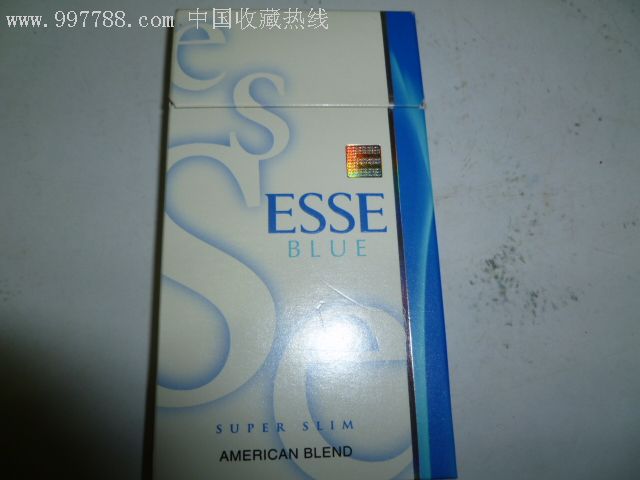 www.997788.com 中国收藏热线
e
s
S
e
ESSE
BLUE
SUPER SLIM
AMERICAN BLEND